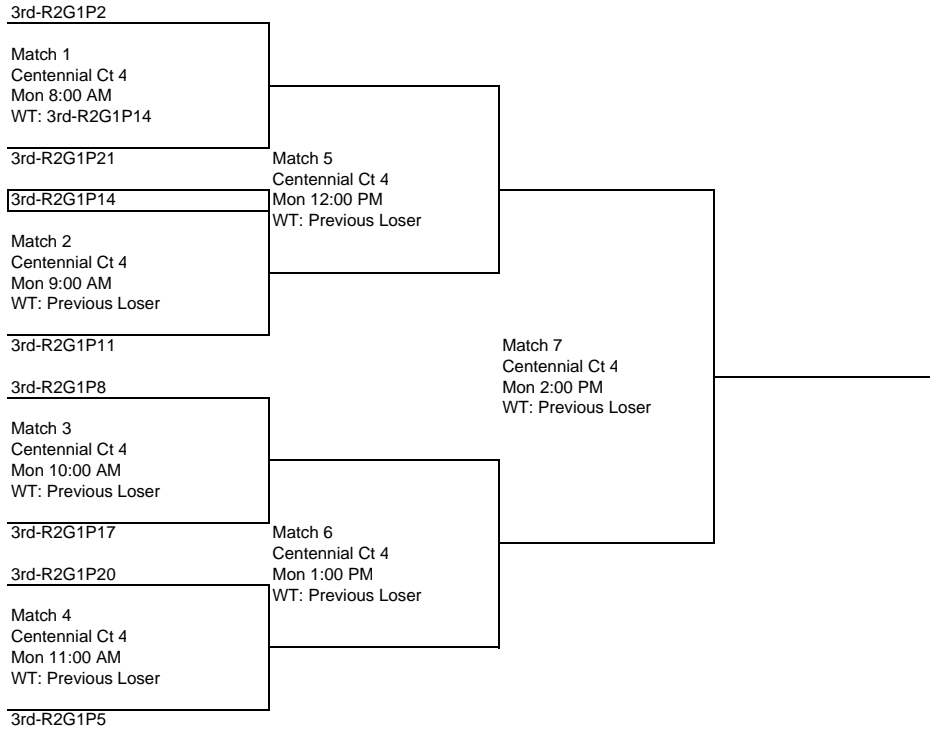 3rd-R2G1P2
Match 1
Centennial Ct 4
Mon 8:00 AM
WT: 3rd-R2G1P14
3rd-R2G1P21
Match 5
Centennial Ct 4
Mon 12:00 PM
WT: Previous Loser
3rd-R2G1P14
Match 2
Centennial Ct 4
Mon 9:00 AM
WT: Previous Loser
3rd-R2G1P11
Match 7
Centennial Ct 4
Mon 2:00 PM
WT: Previous Loser
3rd-R2G1P8
Match 3
Centennial Ct 4
Mon 10:00 AM
WT: Previous Loser
3rd-R2G1P17
Match 6
Centennial Ct 4
Mon 1:00 PM
WT: Previous Loser
3rd-R2G1P20
Match 4
Centennial Ct 4
Mon 11:00 AM
WT: Previous Loser
3rd-R2G1P5